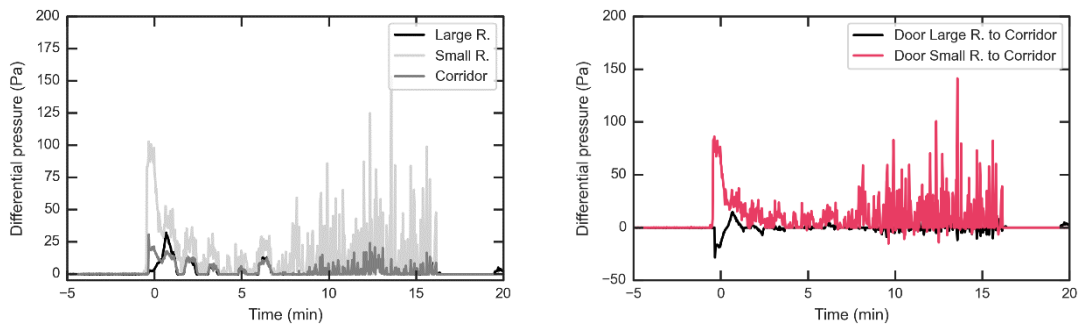 200
175
150
125
100
75
50
25
0
Differential pressure (Pa)
−5 0 5 10 15 20
Time (min)
Large R.
Small R.
Corridor
200
150
100
50
0
−50
Differential pressure (Pa)
−5 0 5 10 15 20
Time (min)
Door Large R. to Corridor
Door Small R. to Corridor